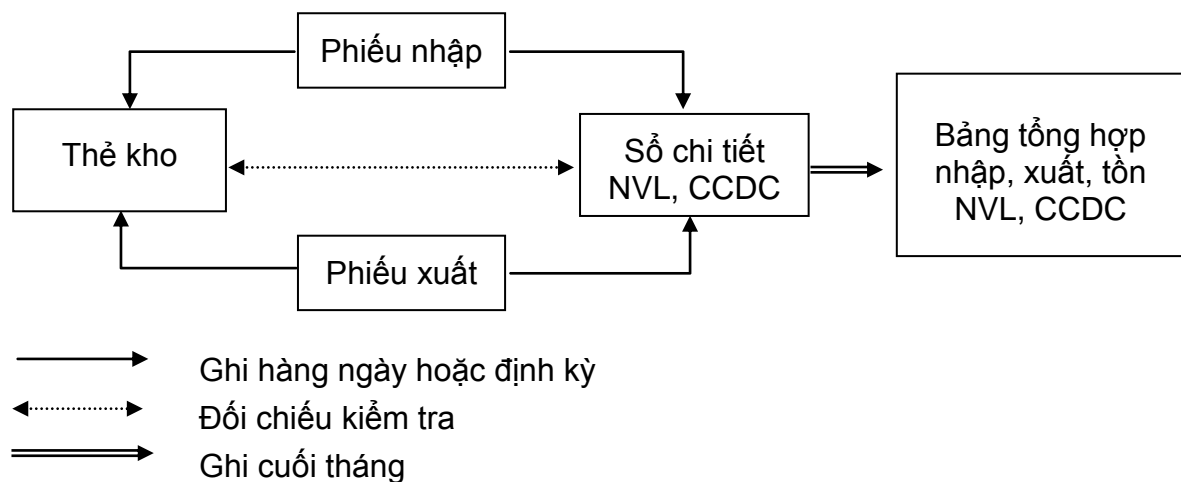 Phiếu nhập
Thẻ kho
Sổ chi tiết
NVL, CCDC
Bảng tổng hợp
nhập, xuất, tồn
NVL, CCDC
Phiếu xuất
Ghi hàng ngày hoặc định kỳ
Đối chiếu kiểm tra
Ghi cuối tháng